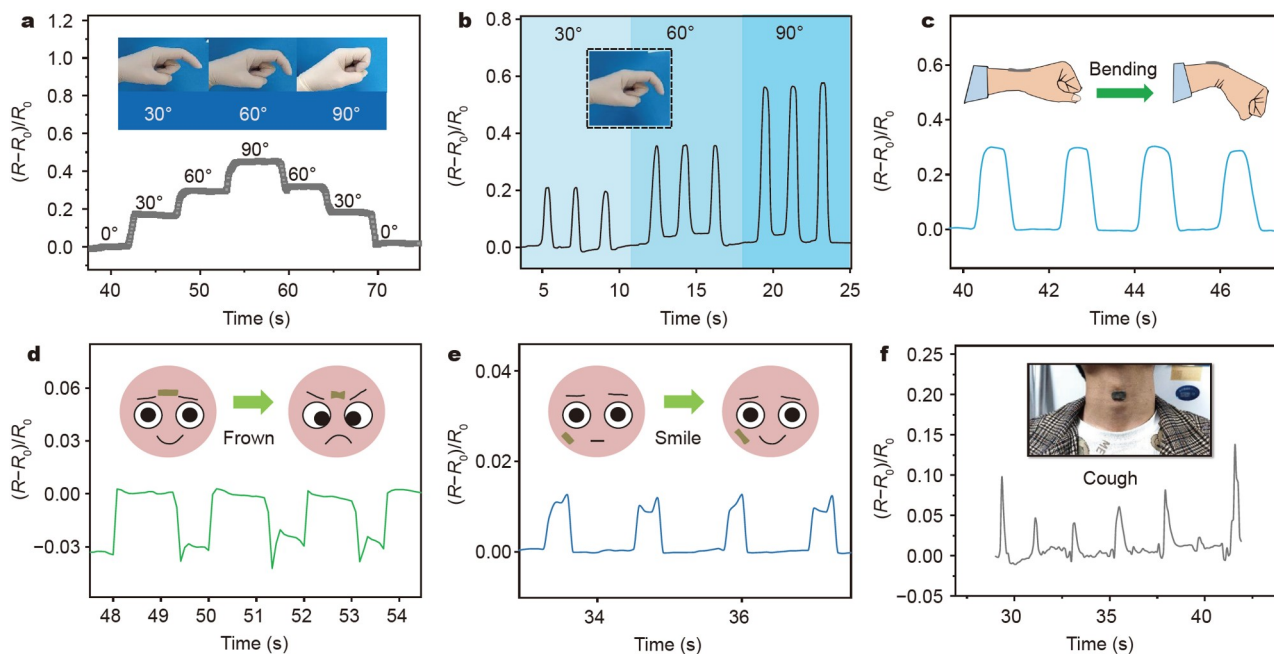 a
1.2
1.0
0.8
0.6
0.4
0.2
0.0
(R−R0)/R0
30° 60° 90°
0° 30° 60° 90° 60° 30° 0°
40 50 60 70
Time (s)
b
0.8
0.6
0.4
0.2
0.0
(R−R0)/R0
30° 60° 90°
5 10 15 20 25
Time (s)
c
0.6
0.4
0.2
0.0
(R−R0)/R0
Bending
40 42 44 46
Time (s)
d
0.06
0.03
0.00
−0.03
(R−R0)/R0
Frown
48 49 50 51 52 53 54
Time (s)
e
0.04
0.02
0.00
(R−R0)/R0
Smile
34 36
Time (s)
f
0.25
0.20
0.15
0.10
0.05
0.00
−0.05
(R−R0)/R0
ME
Cough
30 35 40
Time (s)